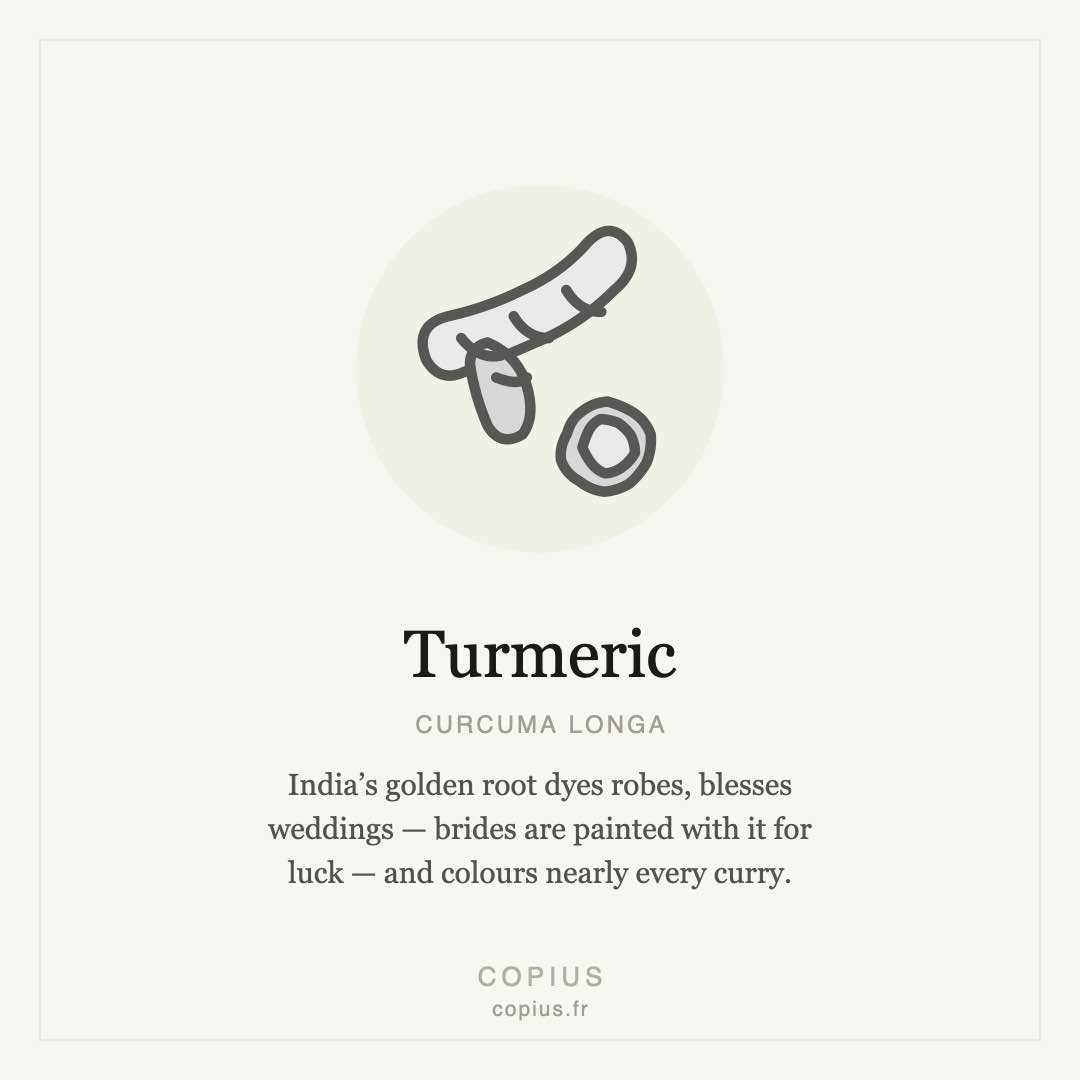 Turmeric
CURCUMA LONGA
India’s golden root dyes robes, blesses
weddings — brides are painted with it for
luck — and colours nearly every curry.
COPIUS
copius.fr